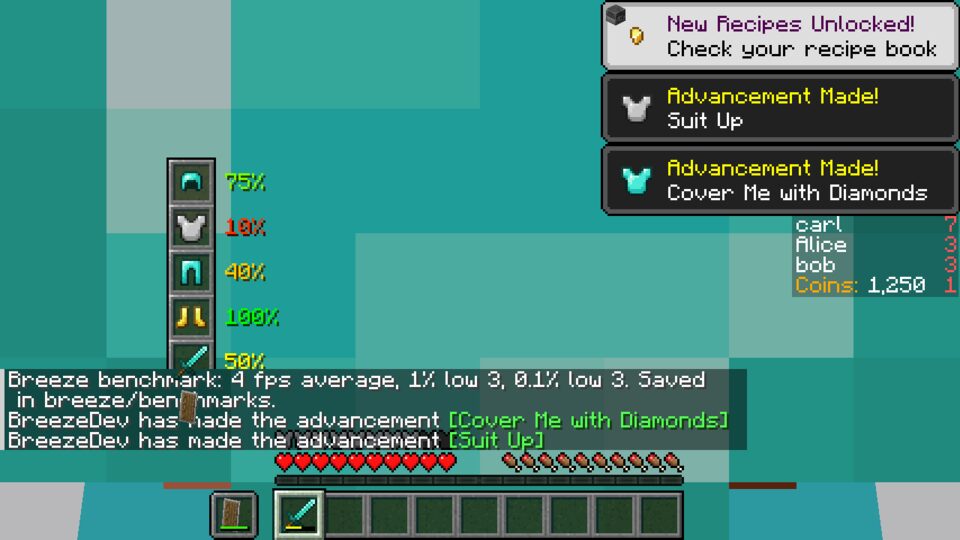 New Recipes Unlocked!
Check your recipe book
Advancement Made!
Suit Up
Advancement Made!
Cover Me with Diamonds
carl 7
Alice 3
bob 3
Coins: 1,250 1
75%
10%
40%
100%
50%
Breeze benchmark: 4 fps average, 1% low 3, 0.1% low 3. Saved
in breeze/benchmarks.
BreezeDev has made the advancement [Cover Me with Diamonds]
BreezeDev has made the advancement [Suit Up]